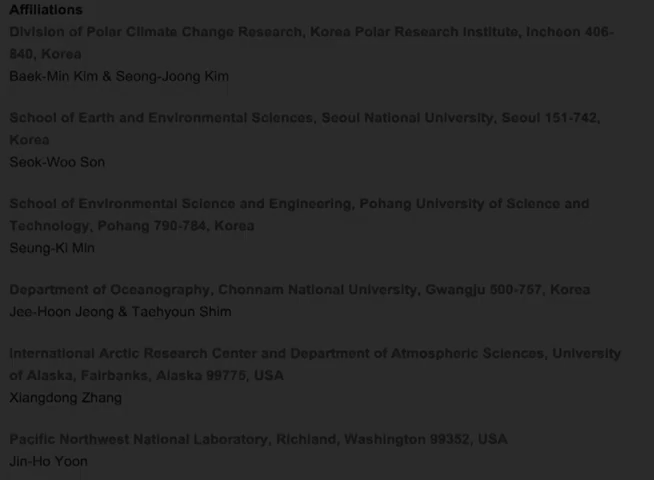 Affiliations
Division of Polar Climate Change Research, Korea Polar Research Institute, Incheon 406-
840, Korea
Baek-Min Kim & Seong-Joong Kim
School of Earth and Environmental Sciences, Seoul National University, Seoul 151-742,
Korea
Seok-Woo Son
School of Environmental Science and Engineering, Pohang University of Science and
Technology, Pohang 790-784, Korea
Seung-Ki Min
Department of Oceanography, Chonnam National University, Gwangju 500-757, Korea
Jee-Hoon Jeong & Taehyoun Shim
International Arctic Research Center and Department of Atmospheric Sciences, University
of Alaska, Fairbanks, Alaska 99775, USA
Xiangdong Zhang
Pacific Northwest National Laboratory, Richland, Washington 99352, USA
Jin-Ho Yoon